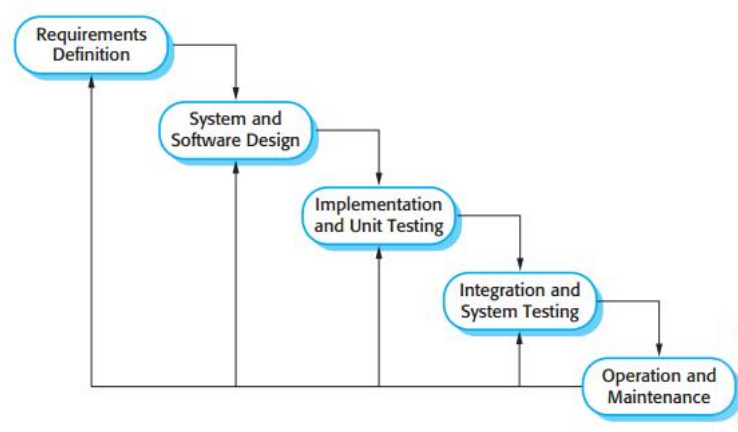 Requirements
Definition
System and
Software Design
Implementation
and Unit Testing
Integration and
System Testing
Operation and
Maintenance